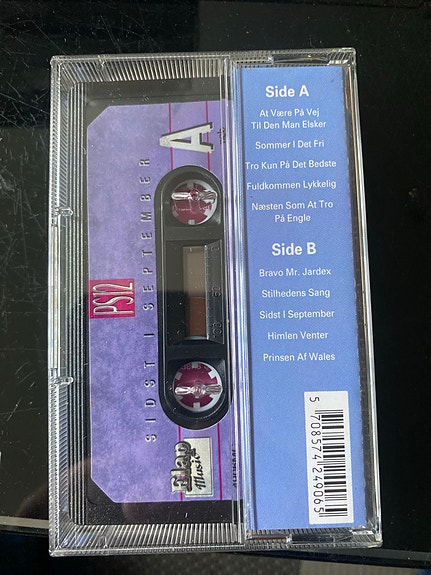 Side A
At Være På Vej
Til Den Man Elsker
Sommer I Det Fri
Tro Kun På Det Bedste
Fuldkommen Lykkelig
Næsten Som At Tro
På Engle
Side B
Bravo Mr. Jardex
Stilhedens Sang
Sidst I September
Himlen Venter
Prinsen Af Wales
5 708574 249065
A
PS12
SIDST I SEPTEMBER
100 50
Music